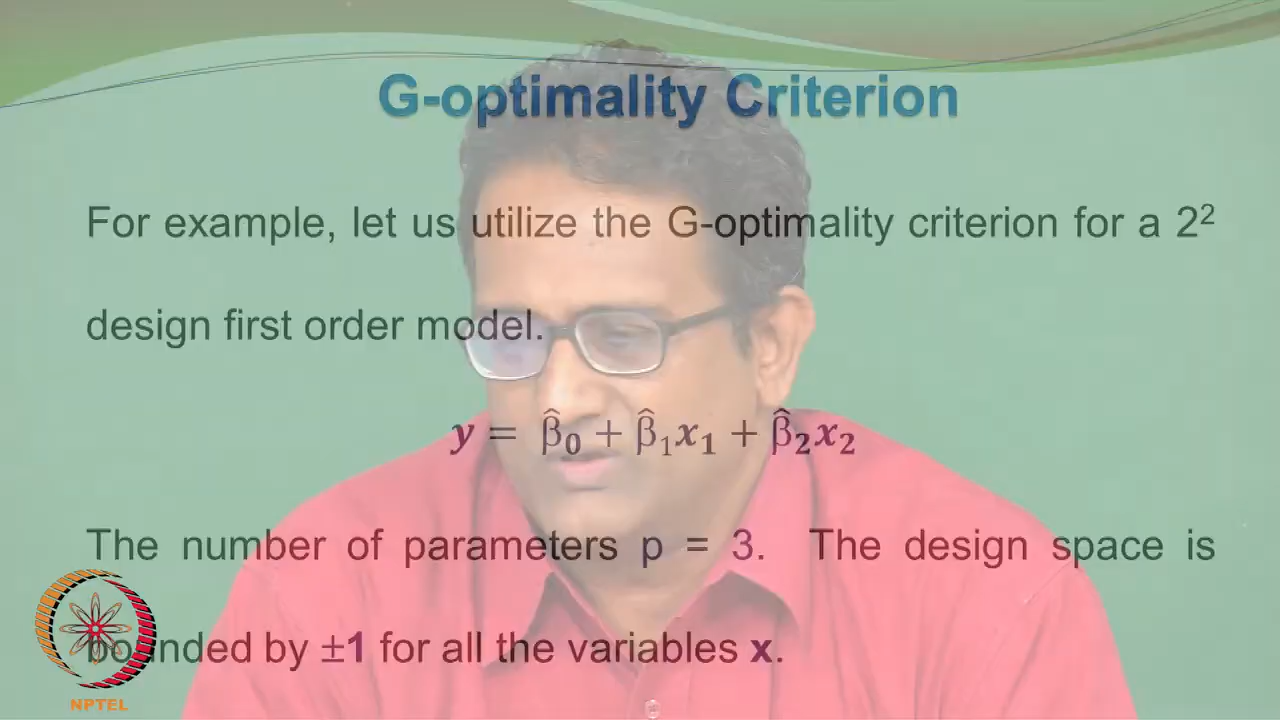 G-optimality Criterion
For example, let us utilize the G-optimality criterion for a 2²
design first order model.
y = β̂₀ + β̂₁x₁ + β̂₂x₂
The number of parameters p = 3. The design space is
bounded by ±1 for all the variables x.
NPTEL